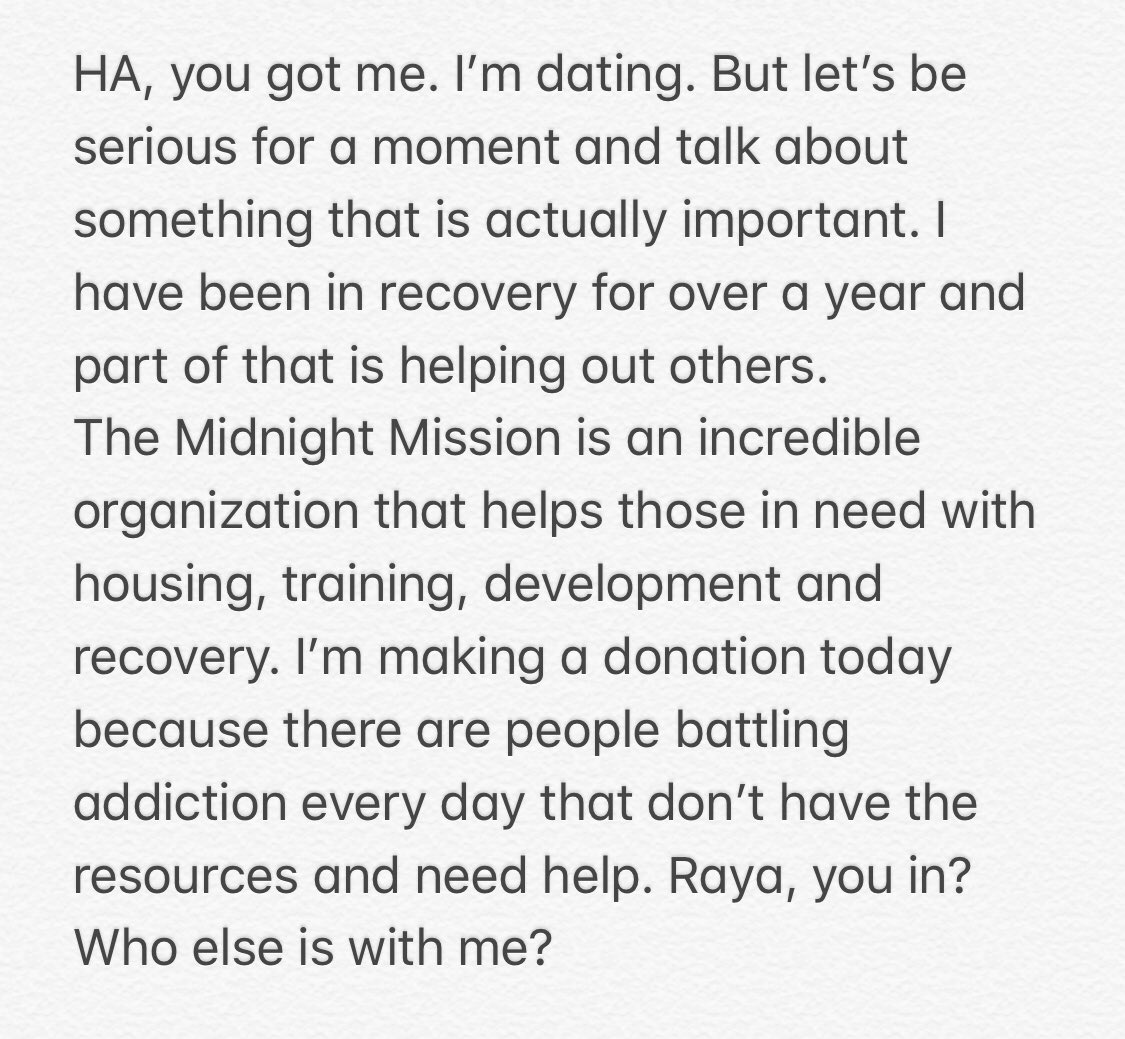 HA, you got me. I’m dating. But let’s be
serious for a moment and talk about
something that is actually important. I
have been in recovery for over a year and
part of that is helping out others.
The Midnight Mission is an incredible
organization that helps those in need with
housing, training, development and
recovery. I’m making a donation today
because there are people battling
addiction every day that don’t have the
resources and need help. Raya, you in?
Who else is with me?